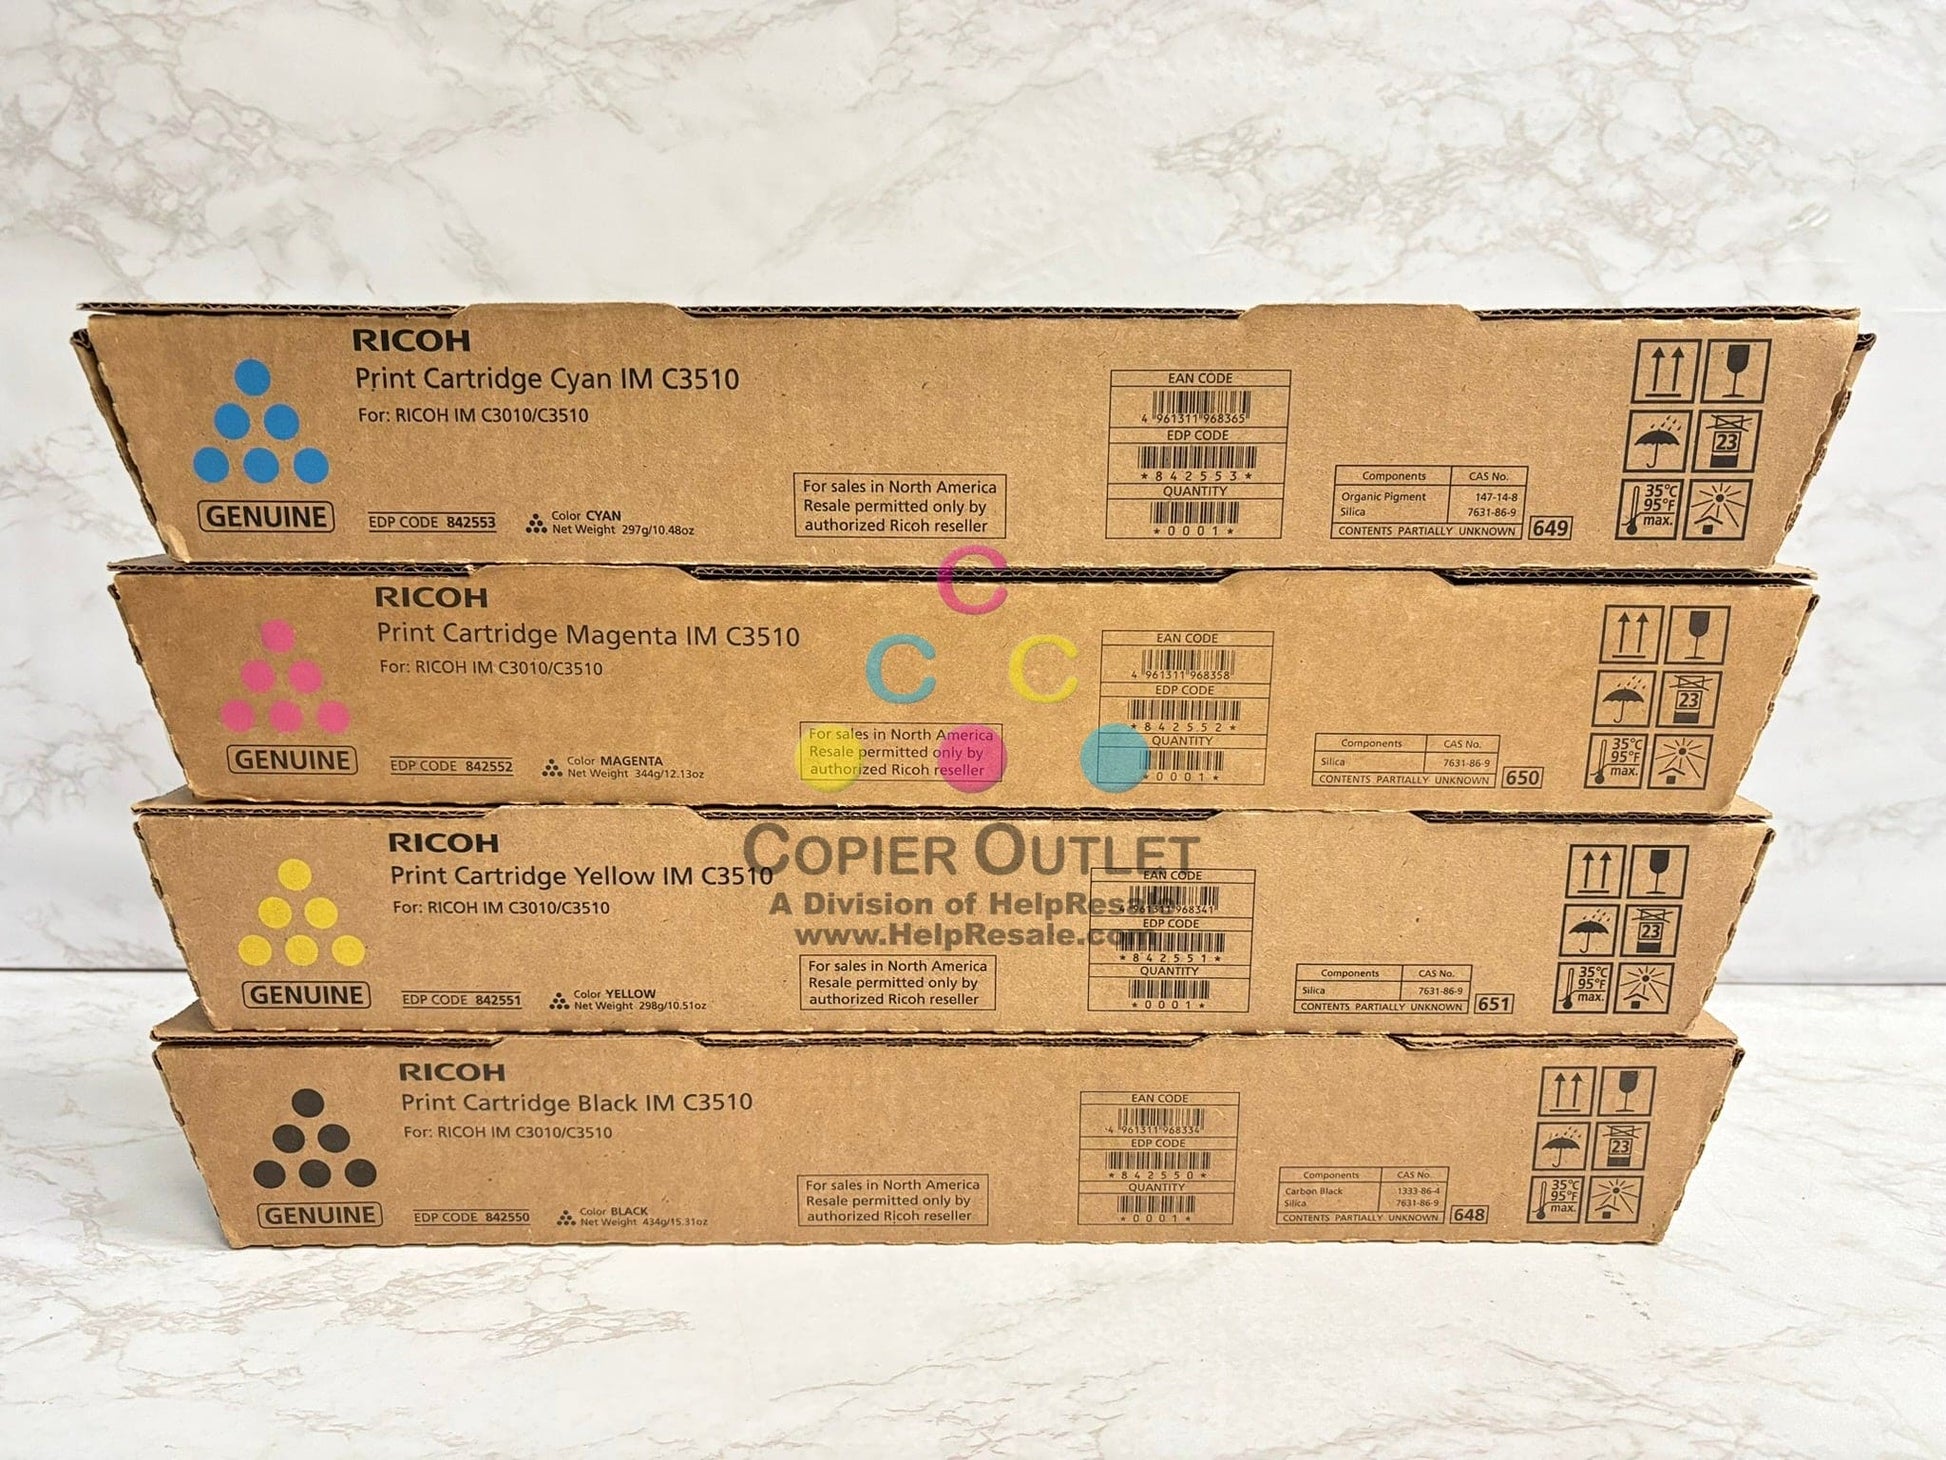 RICOH
Print Cartridge Cyan IM C3510
For: RICOH IM C3010/C3510
GENUINE
EDP CODE 842553
Color CYAN
Net Weight 297g/10.48oz
For sales in North America
Resale permitted only by
authorized Ricoh reseller
EAN CODE
4 961311 968365
EDP CODE
*842553*
QUANTITY
*0001*
Components CAS No.
Organic Pigment 147-14-8
Silica 7631-86-9
CONTENTS PARTIALLY UNKNOWN 649
23
35°C
95°F
max.
RICOH
Print Cartridge Magenta IM C3510
For: RICOH IM C3010/C3510
GENUINE
EDP CODE 842552
Color MAGENTA
Net Weight 344g/12.13oz
For sales in North America
Resale permitted only by
authorized Ricoh reseller
EAN CODE
4 961311 968358
EDP CODE
*842552*
QUANTITY
*0001*
Components CAS No.
Silica 7631-86-9
CONTENTS PARTIALLY UNKNOWN 650
23
35°C
95°F
max.
C
C C
COPIER OUTLET
A Division of HelpResale
www.HelpResale.com
RICOH
Print Cartridge Yellow IM C3510
For: RICOH IM C3010/C3510
GENUINE
EDP CODE 842551
Color YELLOW
Net Weight 298g/10.51oz
For sales in North America
Resale permitted only by
authorized Ricoh reseller
EAN CODE
4 961311 968341
EDP CODE
*842551*
QUANTITY
*0001*
Components CAS No.
Silica 7631-86-9
CONTENTS PARTIALLY UNKNOWN 651
23
35°C
95°F
max.
RICOH
Print Cartridge Black IM C3510
For: RICOH IM C3010/C3510
GENUINE
EDP CODE 842550
Color BLACK
Net Weight 434g/15.31oz
For sales in North America
Resale permitted only by
authorized Ricoh reseller
EAN CODE
4 961311 968334
EDP CODE
*842550*
QUANTITY
*0001*
Components CAS No.
Carbon Black 1333-86-4
Silica 7631-86-9
CONTENTS PARTIALLY UNKNOWN 648
23
35°C
95°F
max.